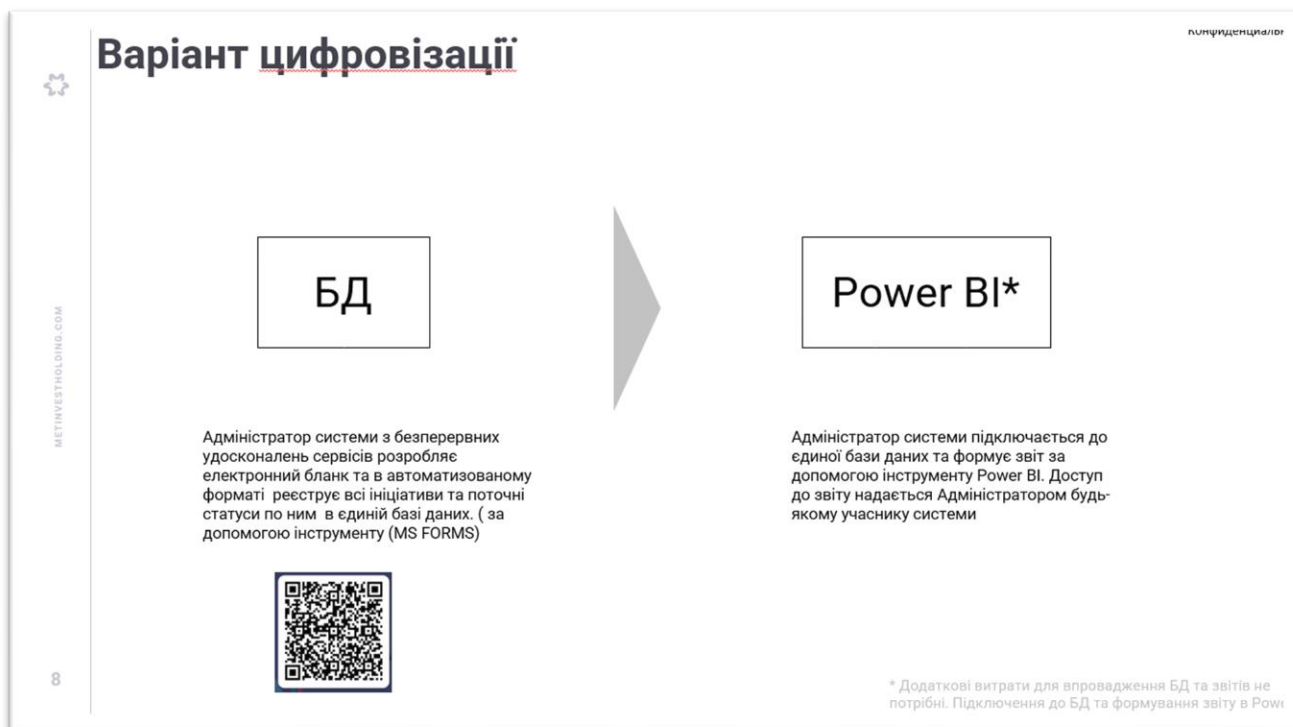 Конфиденциальн
Варіант цифровізації
БД
Power BI*
Адміністратор системи з безперервних
удосконалень сервісів розробляє
електронний бланк та в автоматизованому
форматі реєструє всі ініціативи та поточні
статуси по ним в єдиній базі даних. ( за
допомогою інструменту (MS FORMS)
Адміністратор системи підключається до
єдиної бази даних та формує звіт за
допомогою інструменту Power BI. Доступ
до звіту надається Адміністратором будь-
якому учаснику системи
METINVESTHOLDING.COM
8
* Додаткові витрати для впровадження БД та звітів не
потрібні. Підключення до БД та формування звіту в Powe